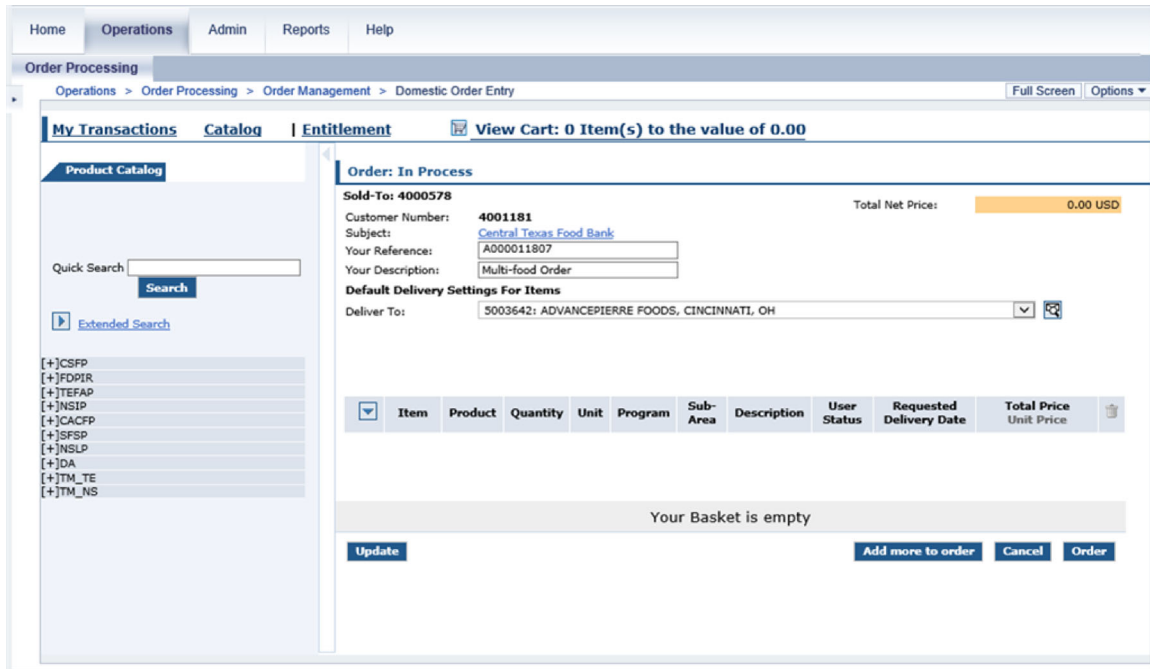 Home Operations Admin Reports Help
Order Processing
Operations > Order Processing > Order Management > Domestic Order Entry Full Screen Options
My Transactions Catalog | Entitlement View Cart: 0 Item(s) to the value of 0.00
Product Catalog
Quick Search
Search
Extended Search
[+]CSFP
[+]FDPIR
[+]TEFAP
[+]NSIP
[+]CACFP
[+]SFSP
[+]NSLP
[+]DA
[+]TM_TE
[+]TM_NS
Order: In Process
Sold-To: 4000578
Total Net Price: 0.00 USD
Customer Number: 4001181
Subject: Central Texas Food Bank
Your Reference: A000011807
Your Description: Multi-food Order
Default Delivery Settings For Items
Deliver To: 5003642: ADVANCEPIERRE FOODS, CINCINNATI, OH
Item Product Quantity Unit Program Sub-Area Description User Status Requested Delivery Date Total Price Unit Price
Your Basket is empty
Update Add more to order Cancel Order